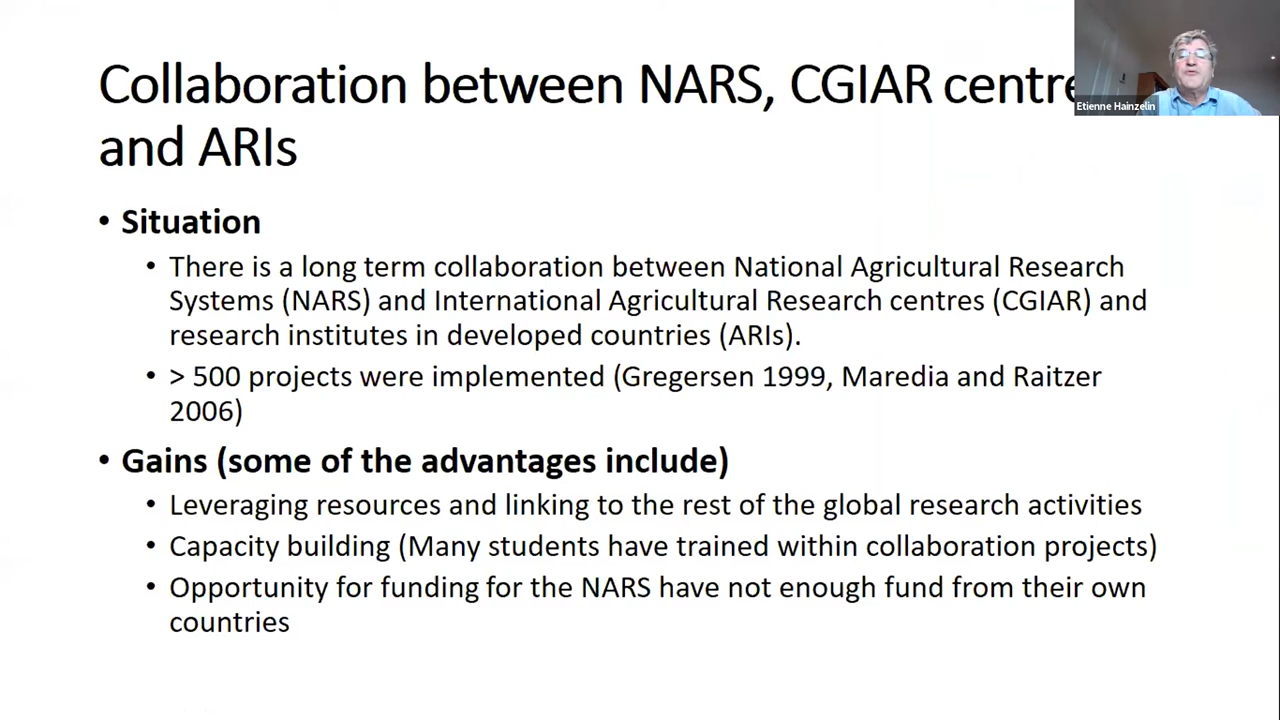 Collaboration between NARS, CGIAR centre
and ARIs
Etienne Hainzelin
• Situation
• There is a long term collaboration between National Agricultural Research
Systems (NARS) and International Agricultural Research centres (CGIAR) and
research institutes in developed countries (ARIs).
• > 500 projects were implemented (Gregersen 1999, Maredia and Raitzer
2006)
• Gains (some of the advantages include)
• Leveraging resources and linking to the rest of the global research activities
• Capacity building (Many students have trained within collaboration projects)
• Opportunity for funding for the NARS have not enough fund from their own
countries